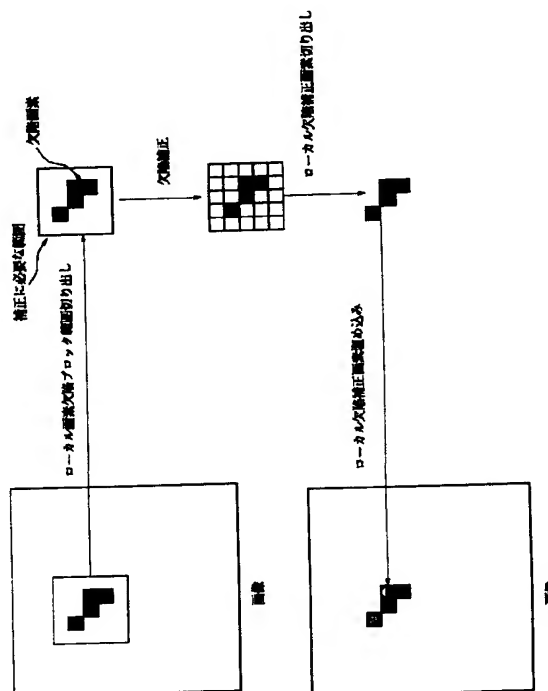 補正に必要な範囲
欠陥画素
ローカル画素欠陥ブロック範囲切り出し
欠陥補正
ローカル欠陥補正画素切り出し
ローカル欠陥補正画素埋め込み
画像
画像